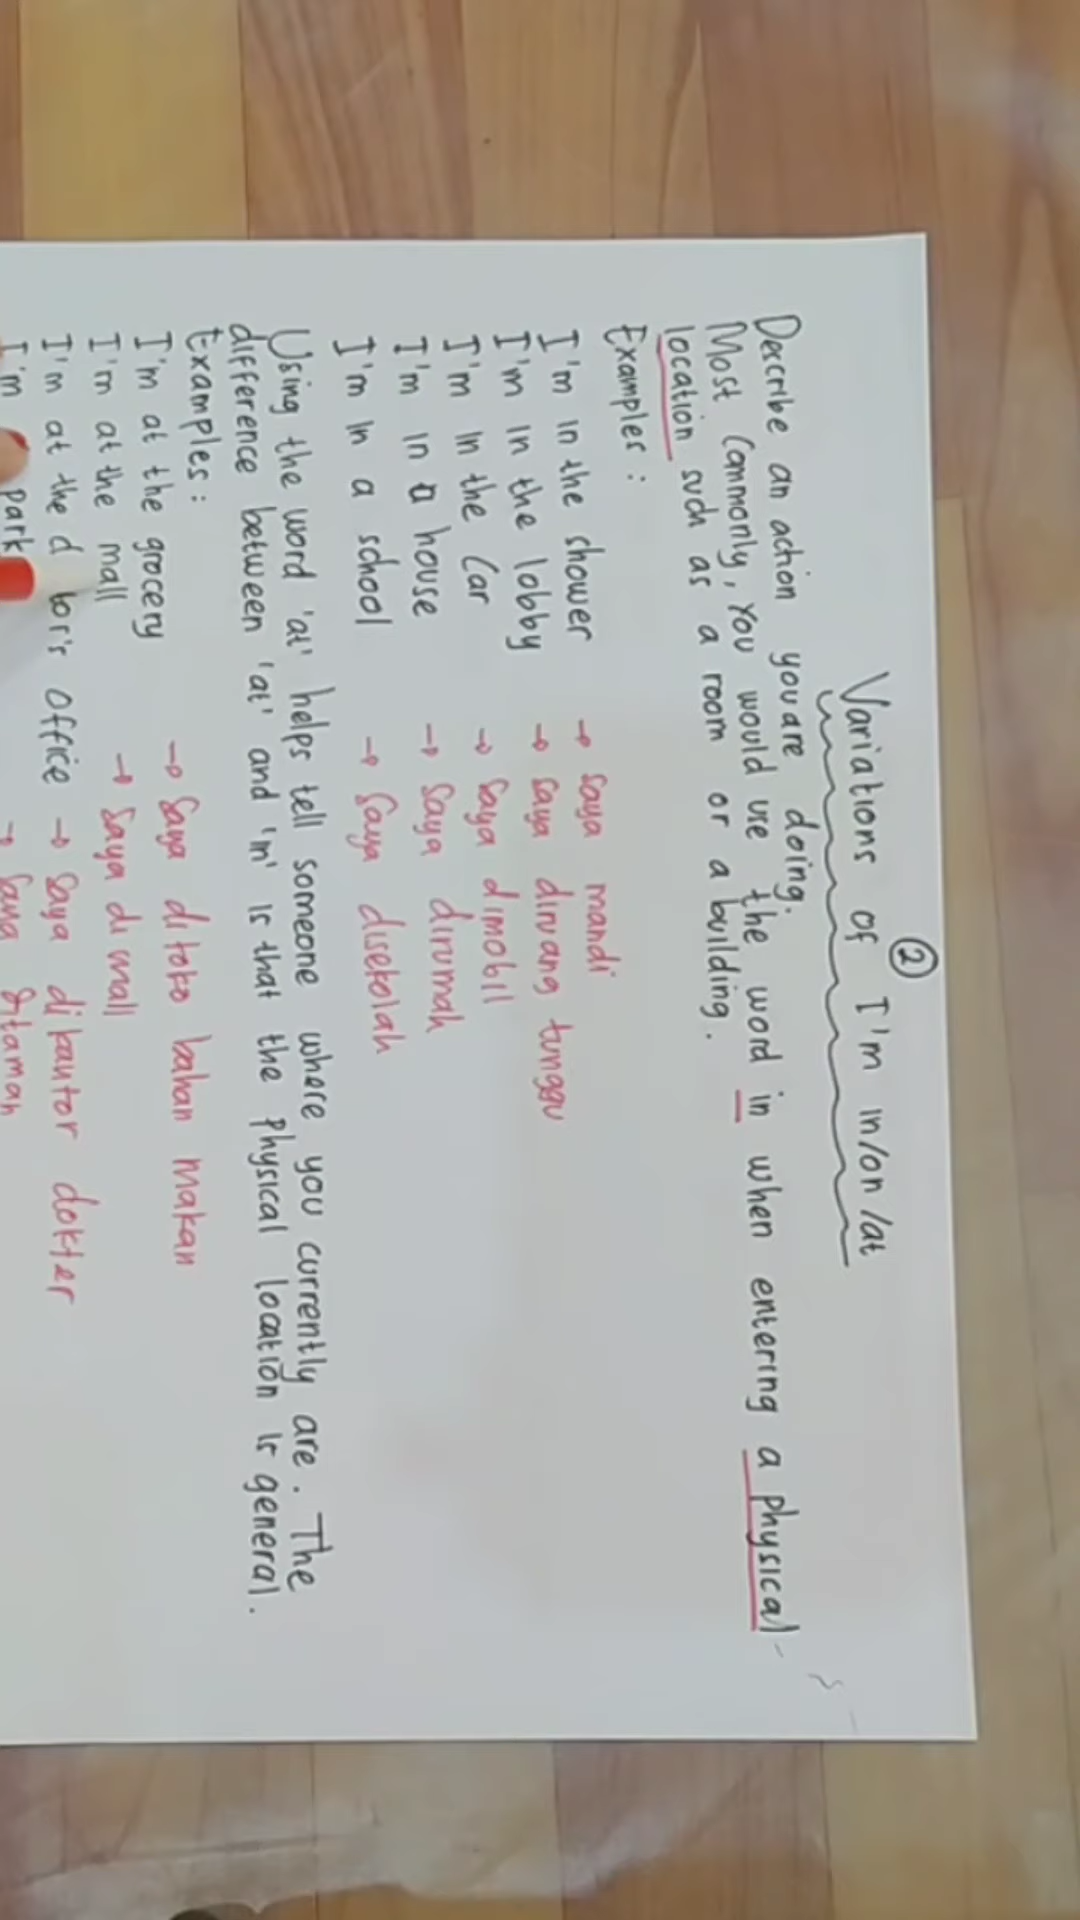 ②
Variations of I'm in/on/at
Describe an action you are doing.
Most Commonly, You would use the word in when entering a physical-
location such as a room or a building.
Examples :
I'm in the shower → saya mandi
I'm in the lobby → saya diruang tunggu
I'm in the Car → saya dimobil
I'm in a house → saya dirumah
I'm in a school → saya disekolah
Using the word 'at' helps tell someone where you currently are. The
difference between 'at' and 'in' is that the physical location is general.
Examples :
I'm at the grocery → saya di toko bahan makan
I'm at the mall → saya di mall
I'm at the d tor's office → saya di kantor dokter
I'm park → saya ditaman